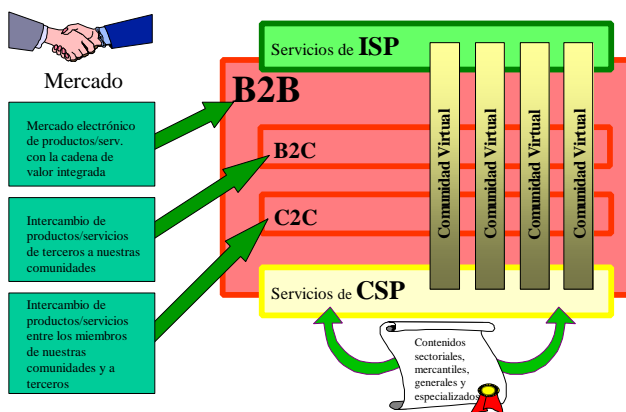 Mercado
Mercado electrónico
de productos/serv.
con la cadena de
valor integrada
Intercambio de
productos/servicios
de terceros a nuestras
comunidades
Intercambio de
productos/servicios
entre los miembros
de nuestras
comunidades y a
terceros
Servicios de ISP
B2B
B2C
C2C
Servicios de CSP
Comunidad Virtual
Comunidad Virtual
Comunidad Virtual
Comunidad Virtual
Contenidos
sectoriales,
mercantiles,
generales y
especializados